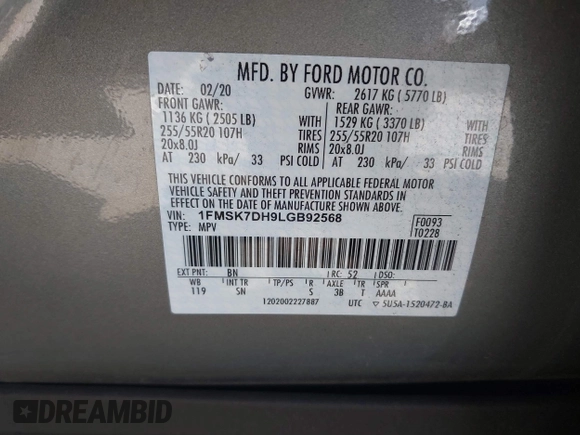 MFD. BY FORD MOTOR CO.
DATE: 02/20 GVWR: 2617 KG ( 5770 LB)
FRONT GAWR: REAR GAWR:
1136 KG ( 2505 LB) WITH 1529 KG ( 3370 LB) WITH
255/55R20 107H TIRES 255/55R20 107H TIRES
20x8.0J RIMS 20x8.0J RIMS
AT 230 kPa/ 33 PSI COLD AT 230 kPa/ 33 PSI COLD
THIS VEHICLE CONFORMS TO ALL APPLICABLE FEDERAL MOTOR
VEHICLE SAFETY AND THEFT PREVENTION STANDARDS IN
EFFECT ON THE DATE OF MANUFACTURE SHOWN ABOVE.
VIN: 1FMSK7DH9LGB92568 F0093
TYPE: MPV T0228
EXT PNT: BN RC: 52 DSO:
WB INT TR TP/PS R AXLE TR SPR
119 SN S 3B T AAAA
1202002227887 UTC ▽ 5U5A-1520472-BA
DREAMBID